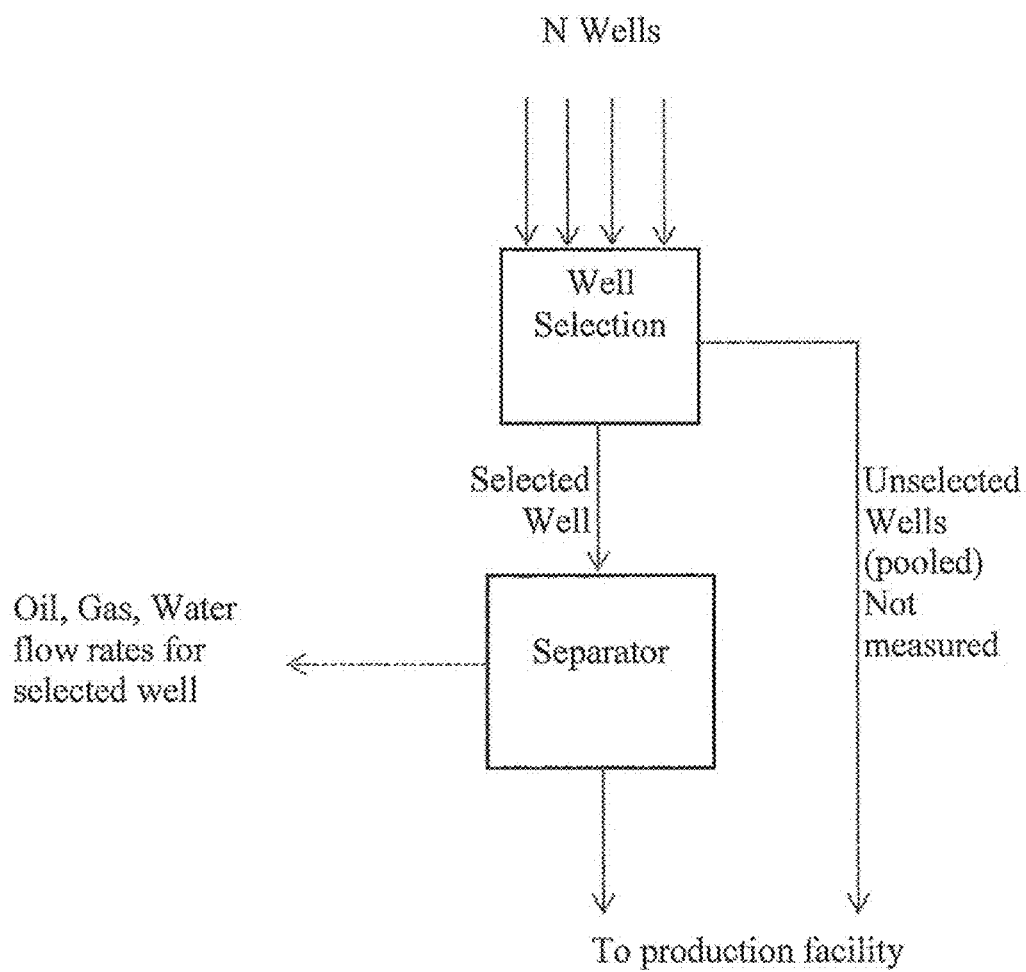 N Wells
Well
Selection
Selected
Well
Unselected
Wells
(pooled)
Not
measured
Oil, Gas, Water
flow rates for
selected well
Separator
To production facility